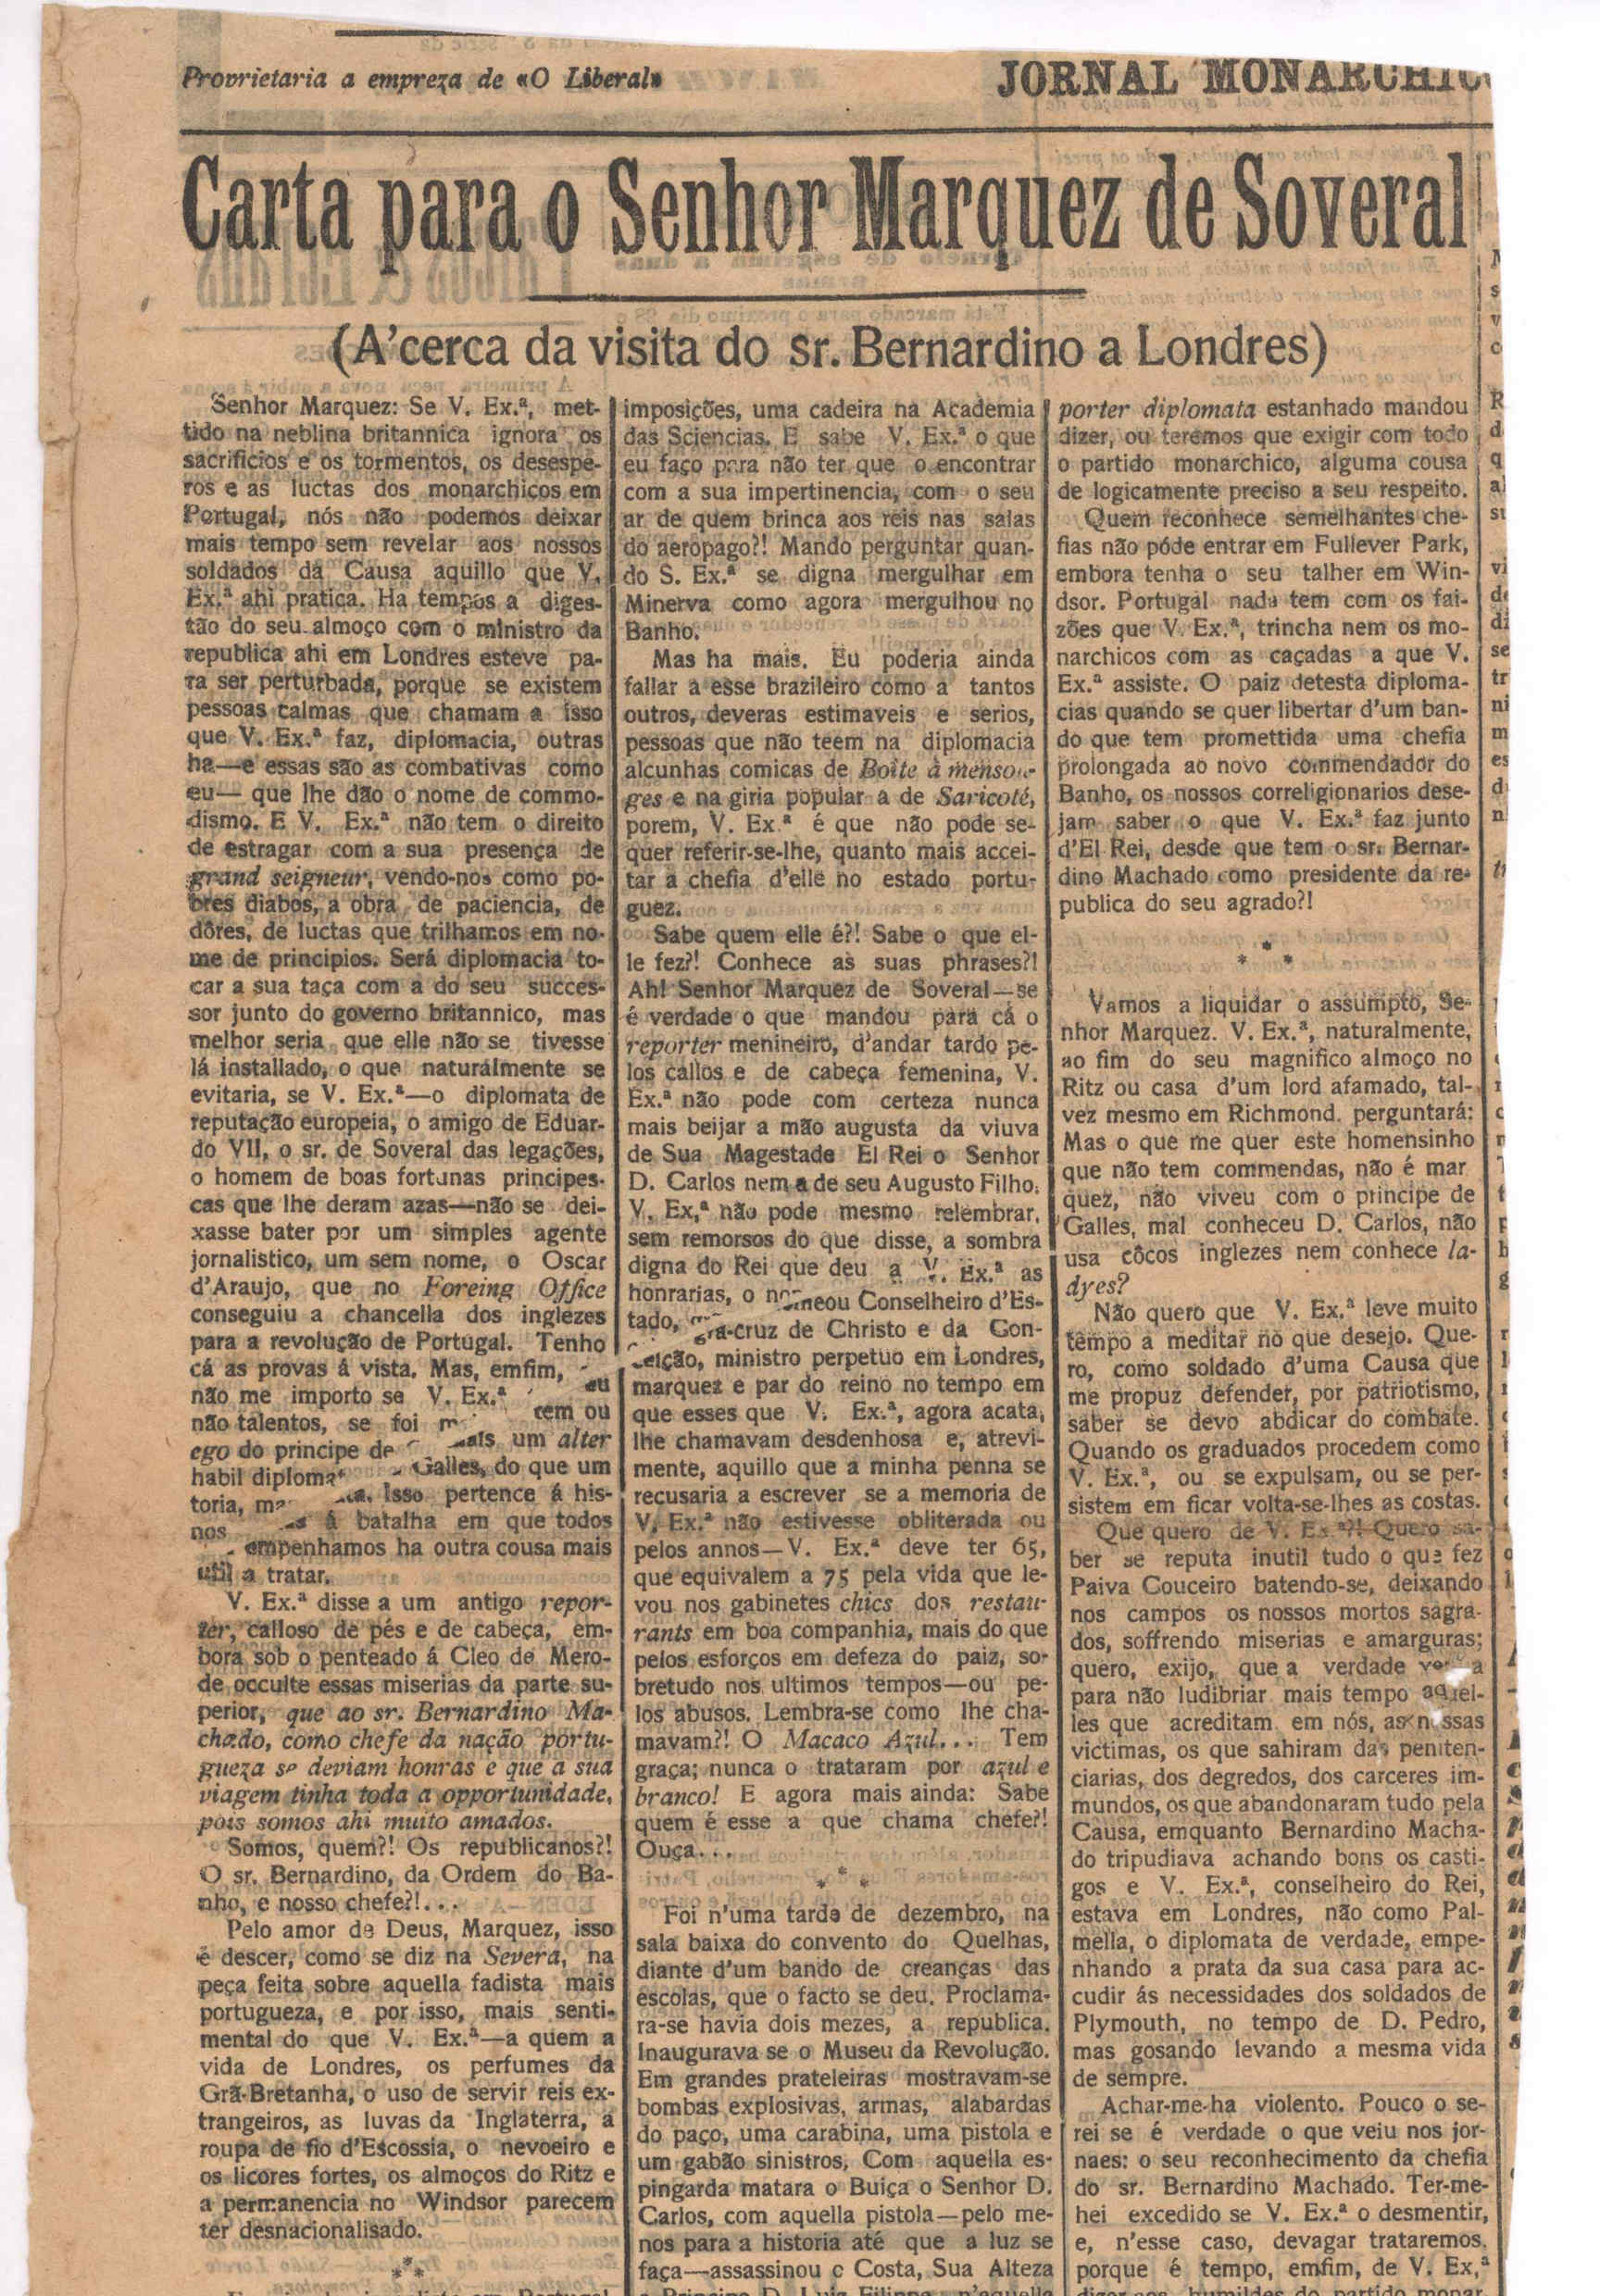 Proprietaria a empreza de «O Liberal»
JORNAL MONARCHIC
Carta para o Senhor Marquez de Soveral
(A'cerca da visita do sr. Bernardino a Londres)
Senhor Marquez: Se V. Ex.ª, met-
tido na neblina britannica ignora os
sacrificios e os tormentos, os desespe-
ros e as luctas dos monarchicos em
Portugal, nós não podemos deixar
mais tempo sem revelar aos nossos
soldados da Causa aquillo que V.
Ex.ª ahi pratica. Ha tempos a diges-
tão do seu almoço com o ministro da
republica ahi em Londres esteve pa-
ra ser perturbada, porque se existem
pessoas calmas que chamam a isso
que V. Ex.ª faz, diplomacia, outras
ha—e essas são as combativas como
eu— que lhe dão o nome de commo-
dismo. E V. Ex.ª não tem o direito
de estragar com a sua presença de
grand seigneur, vendo-nos como po-
bres diabos, a obra de paciencia, de
dôres, de luctas que trilhamos em no-
me de principios. Será diplomacia to-
car a sua taça com a do seu succes-
sor junto do governo britannico, mas
melhor seria que elle não se tivesse
lá installado, o que naturalmente se
evitaria, se V. Ex.ª—o diplomata de
reputação europeia, o amigo de Eduar-
do VII, o sr. de Soveral das legações,
o homem de boas fortunas principes-
cas que lhe deram azas—não se dei-
xasse bater por um simples agente
jornalistico, um sem nome, o Oscar
d'Araujo, que no Foreing Office
conseguiu a chancella dos inglezes
para a revolução de Portugal. Tenho
cá as provas á vista. Mas, emfim, eu
não me importo se V. Ex.ª tem ou
não talentos, se foi mais um alter
ego do principe de Galles, do que um
habil diplomata. Isso pertence á his-
toria, mas á batalha em que todos
nos empenhamos ha outra cousa mais
util a tratar.
V. Ex.ª disse a um antigo repor-
ter, calloso de pés e de cabeça, em-
bora sob o penteado á Cleo de Mero-
de occulte essas miserias da parte su-
perior, que ao sr. Bernardino Ma-
chado, como chefe da nação portu-
gueza se deviam honras e que a sua
viagem tinha toda a opportunidade,
pois somos ahi muito amados.
Somos, quem?! Os republicanos?!
O sr. Bernardino, da Ordem do Ba-
nho, e nosso chefe?!...
Pelo amor de Deus, Marquez, isso
é descer, como se diz na Severa, na
peça feita sobre aquella fadista mais
portugueza, e por isso, mais senti-
mental do que V. Ex.ª—a quem a
vida de Londres, os perfumes da
Grã-Bretanha, o uso de servir reis ex-
trangeiros, as luvas da Inglaterra, a
roupa de fio d'Escossia, o nevoeiro e
os licores fortes, os almoços do Ritz e
a permanencia no Windsor parecem
ter desnacionalisado.
* *
imposições, uma cadeira na Academia
das Sciencias. E sabe V. Ex.ª o que
eu faço para não ter que o encontrar
com a sua impertinencia, com o seu
ar de quem brinca aos reis nas salas
do aeropago?! Mando perguntar quan-
do S. Ex.ª se digna mergulhar em
Minerva como agora mergulhou no
Banho.
Mas ha mais. Eu poderia ainda
fallar a esse brazileiro como a tantos
outros, deveras estimaveis e serios,
pessoas que não teem na diplomacia
alcunhas comicas de Boite à menson-
ges e na giria popular a de Saricoté,
porem, V. Ex.ª é que não pode se-
quer referir-se-lhe, quanto mais accei-
tar a chefia d'elle no estado portu-
guez.
Sabe quem elle é?! Sabe o que el-
le fez?! Conhece as suas phrases?!
Ah! Senhor Marquez de Soveral—se
é verdade o que mandou para cá o
reporter menineiro, d'andar tardo pe-
los callos e de cabeça femenina, V.
Ex.ª não pode com certeza nunca
mais beijar a mão augusta da viuva
de Sua Magestade El Rei o Senhor
D. Carlos nem a de seu Augusto Filho.
V. Ex,ª não pode mesmo relembrar,
sem remorsos do que disse, a sombra
digna do Rei que deu a V. Ex.ª as
honrarias, o nomeou Conselheiro d'Es-
tado, grã-cruz de Christo e da Con-
ceição, ministro perpetuo em Londres,
marquez e par do reino no tempo em
que esses que V. Ex.ª, agora acata,
lhe chamavam desdenhosa e, atrevi-
mente, aquillo que a minha penna se
recusaria a escrever se a memoria de
V. Ex.ª não estivesse obliterada ou
pelos annos—V. Ex.ª deve ter 65,
que equivalem a 75 pela vida que le-
vou nos gabinetes chics dos restau-
rants em boa companhia, mais do que
pelos esforços em defeza do paiz, so-
bretudo nos ultimos tempos—ou pe-
los abusos. Lembra-se como lhe cha-
mavam?! O Macaco Azul... Tem
graça; nunca o trataram por azul e
branco! E agora mais ainda: Sabe
quem é esse a que chama chefe?!
Ouça...
* * *
Foi n'uma tarde de dezembro, na
sala baixa do convento do Quelhas,
diante d'um bando de creanças das
escolas, que o facto se deu. Proclama-
ra-se havia dois mezes, a republica.
Inaugurava se o Museu da Revolução.
Em grandes prateleiras mostravam-se
bombas explosivas, armas, alabardas
do paço, uma carabina, uma pistola e
um gabão sinistros, Com aquella es-
pingarda matara o Buiça o Senhor D.
Carlos, com aquella pistola—pelo me-
nos para a historia até que a luz se
faça—assassinou o Costa, Sua Alteza
o Principe D. Luiz Filippe, n'aquelle
porter diplomata estanhado mandou
dizer, ou teremos que exigir com todo
o partido monarchico, alguma cousa
de logicamente preciso a seu respeito.
Quem reconhece semelhantes che-
fias não póde entrar em Fullever Park,
embora tenha o seu talher em Win-
dsor. Portugal nada tem com os fai-
zões que V. Ex.ª, trincha nem os mo-
narchicos com as caçadas a que V.
Ex.ª assiste. O paiz detesta diploma-
cias quando se quer libertar d'um ban-
do que tem promettida uma chefia
prolongada ao novo commendador do
Banho, os nossos correligionarios dese-
jam saber o que V. Ex.ª faz junto
d'El Rei, desde que tem o sr. Bernar-
dino Machado como presidente da re-
publica do seu agrado?!
* * *
Vamos a liquidar o assumpto, Se-
nhor Marquez. V. Ex.ª, naturalmente,
ao fim do seu magnifico almoço no
Ritz ou casa d'um lord afamado, tal-
vez mesmo em Richmond. perguntará:
Mas o que me quer este homensinho
que não tem commendas, não é mar
quez, não viveu com o principe de
Galles, mal conheceu D. Carlos, não
usa côcos inglezes nem conhece la-
dyes?
Não quero que V. Ex.ª leve muito
tempo a meditar no que desejo. Que-
ro, como soldado d'uma Causa que
me propuz defender, por patriotismo,
saber se devo abdicar do combate.
Quando os graduados procedem como
V. Ex.ª, ou se expulsam, ou se per-
sistem em ficar volta-se-lhes as costas.
Que quero de V. Ex.ª?! Quero sa-
ber se reputa inutil tudo o que fez
Paiva Couceiro batendo-se, deixando
nos campos os nossos mortos sagra-
dos, soffrendo miserias e amarguras;
quero, exijo, que a verdade a
para não ludibriar mais tempo aquel-
les que acreditam em nós, as nossas
victimas, os que sahiram das peniten-
ciarias, dos degredos, dos carceres im-
mundos, os que abandonaram tudo pela
Causa, emquanto Bernardino Macha-
do tripudiava achando bons os casti-
gos e V. Ex.ª, conselheiro do Rei,
estava em Londres, não como Pal-
mella, o diplomata de verdade, empe-
nhando a prata da sua casa para ac-
cudir ás necessidades dos soldados de
Plymouth, no tempo de D. Pedro,
mas gosando levando a mesma vida
de sempre.
Achar-me-ha violento. Pouco o se-
rei se é verdade o que veiu nos jor-
naes: o seu reconhecimento da chefia
do sr. Bernardino Machado. Ter-me-
hei excedido se V. Ex.ª o desmentir,
e, n'esse caso, devagar trataremos,
porque é tempo, emfim, de V. Ex,ª
dizer aos humildes do partido monar-